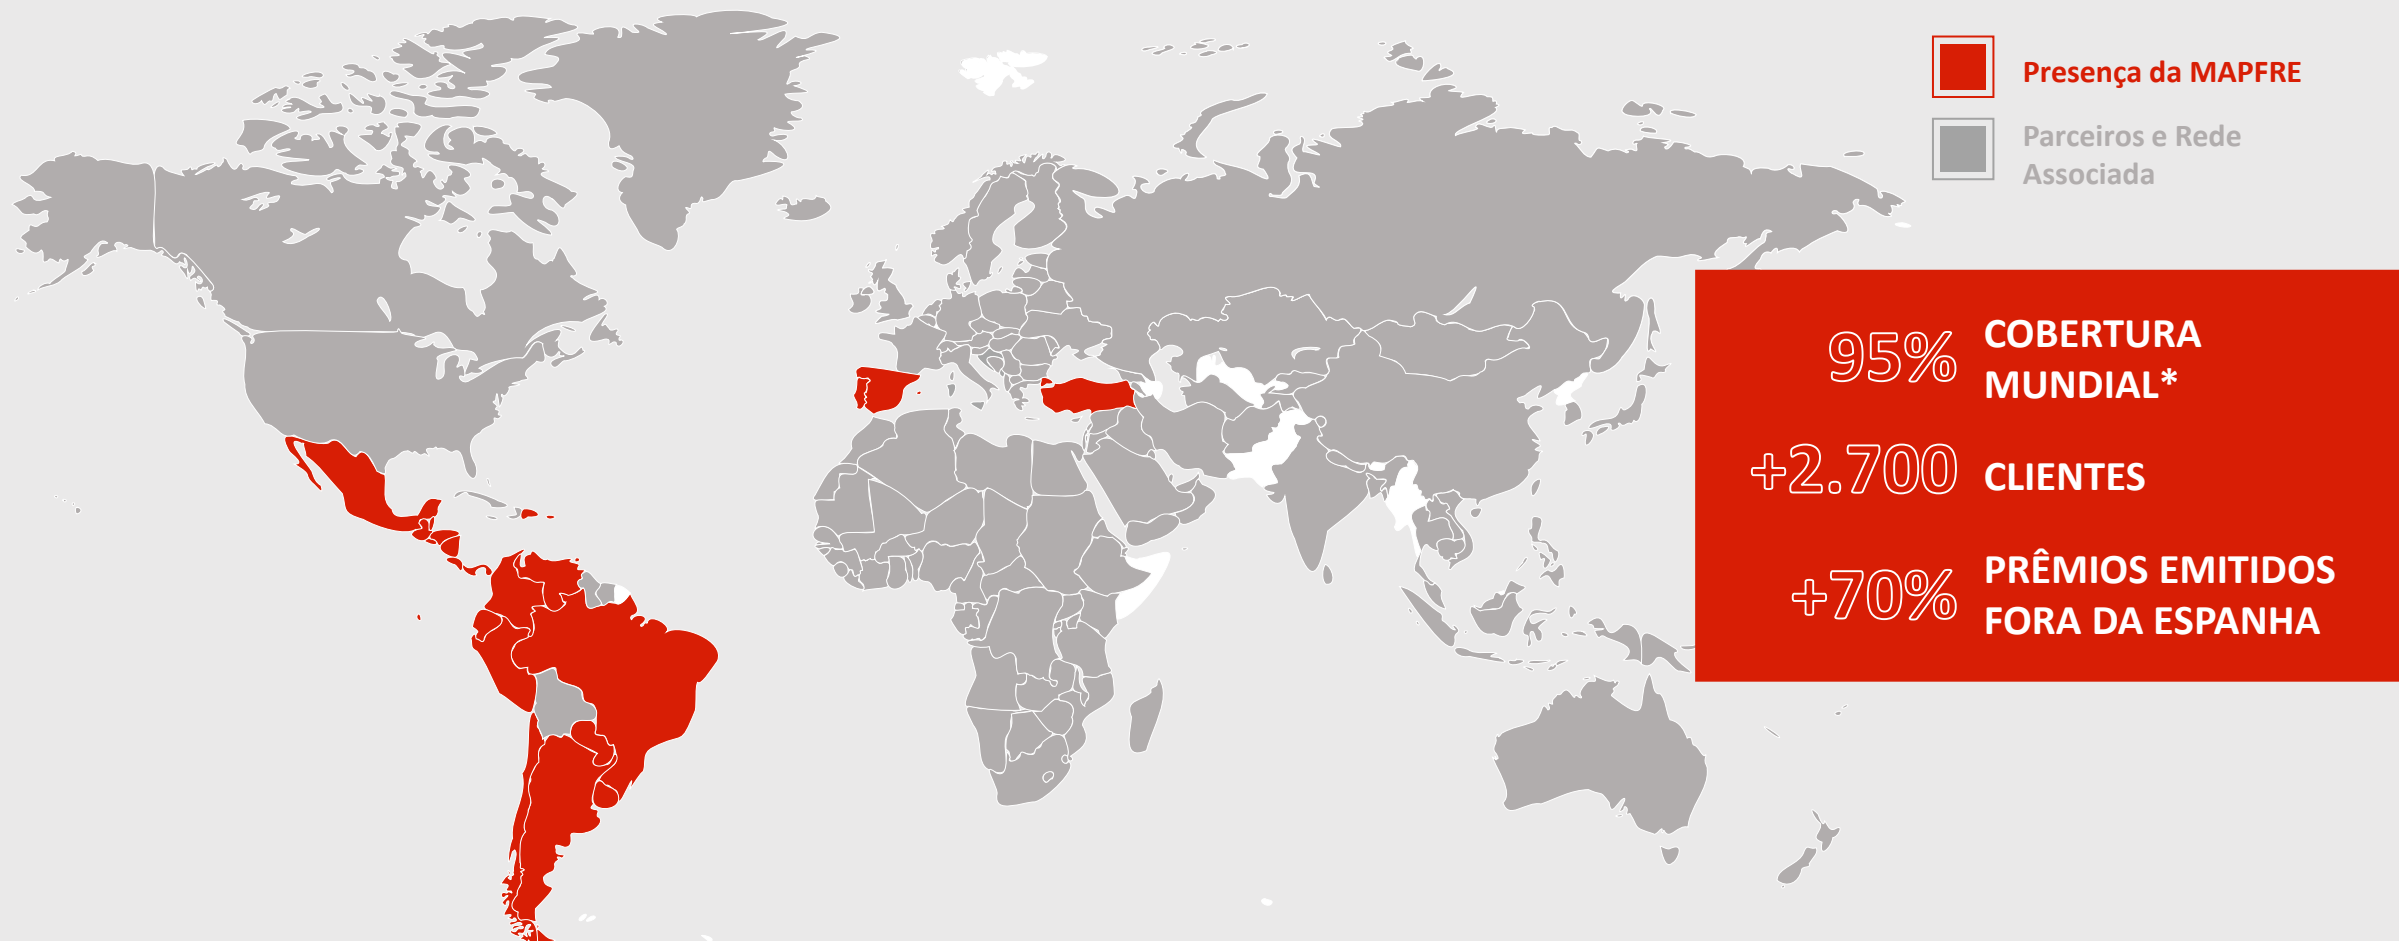 Presença da MAPFRE
Parceiros e Rede
Associada
95% COBERTURA
MUNDIAL*
+2.700 CLIENTES
+70% PRÊMIOS EMITIDOS
FORA DA ESPANHA